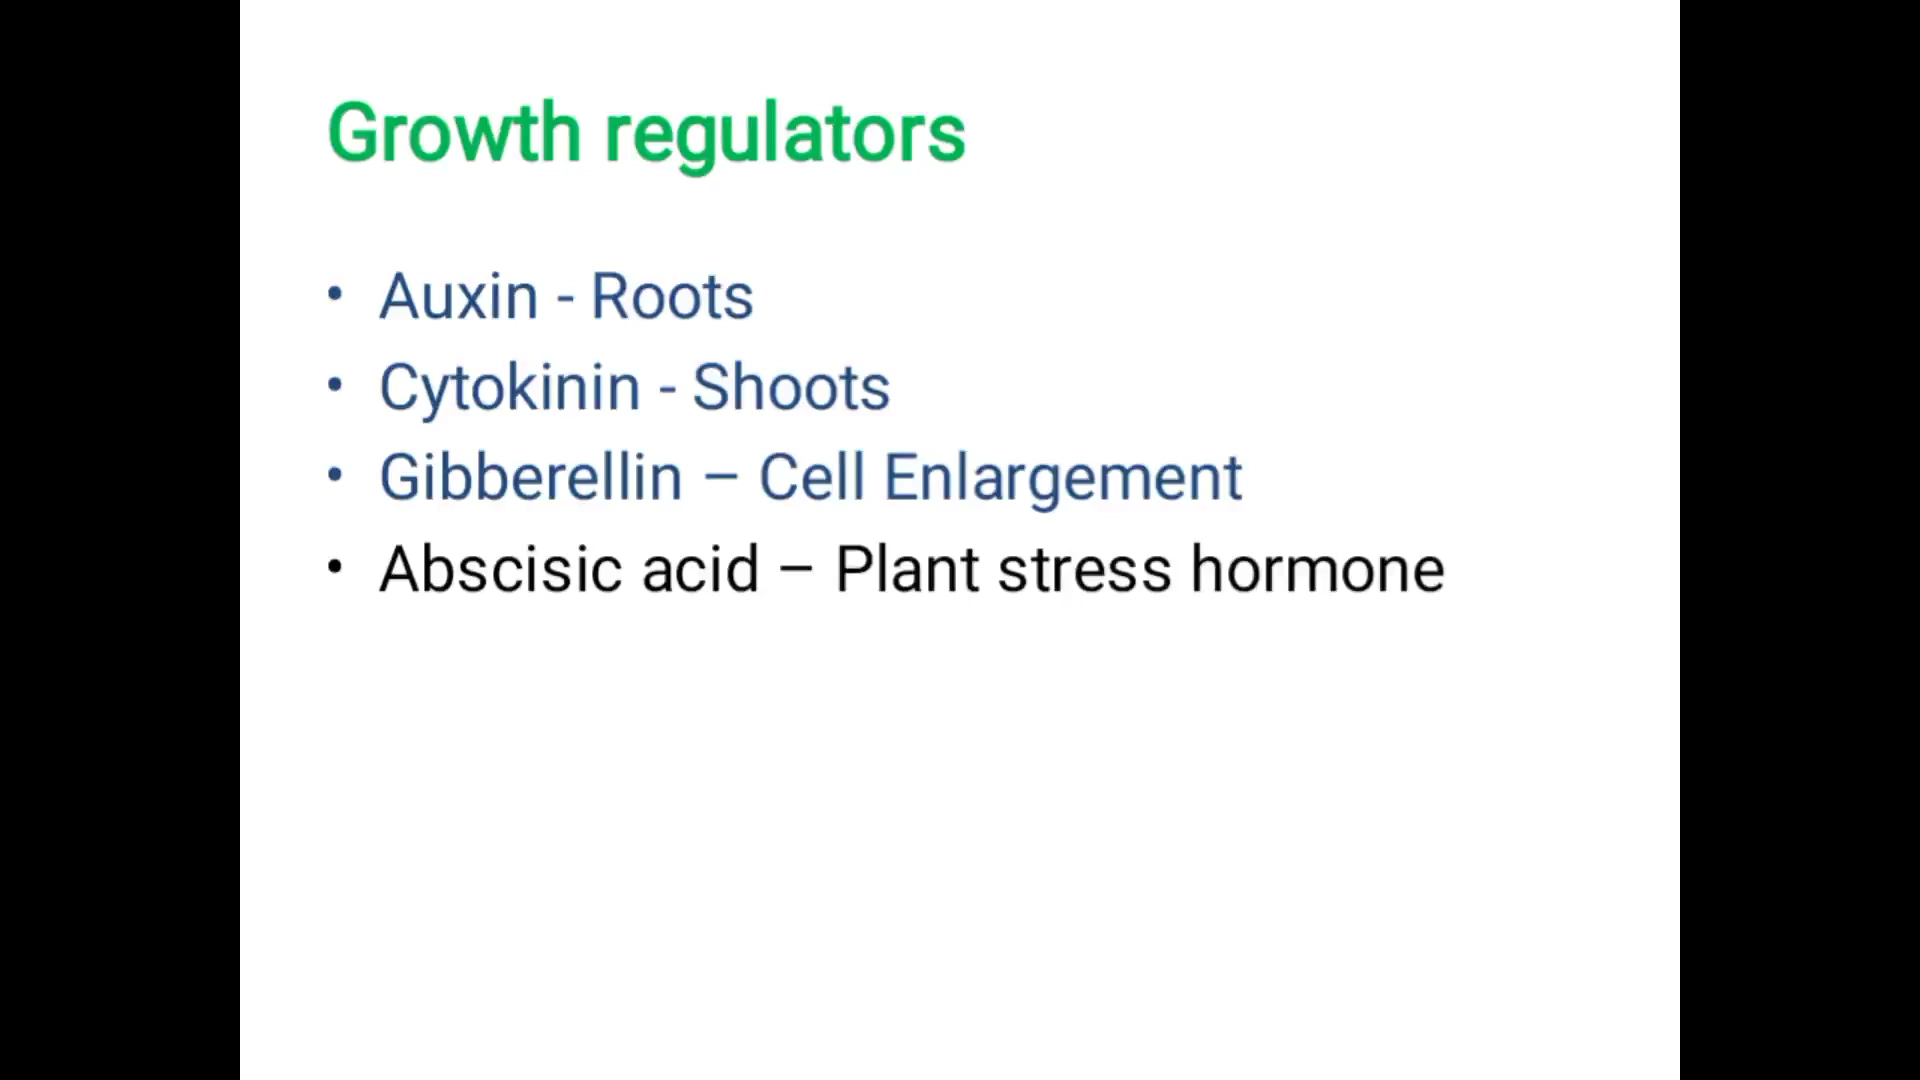 Growth regulators
• Auxin - Roots
• Cytokinin - Shoots
• Gibberellin – Cell Enlargement
• Abscisic acid – Plant stress hormone